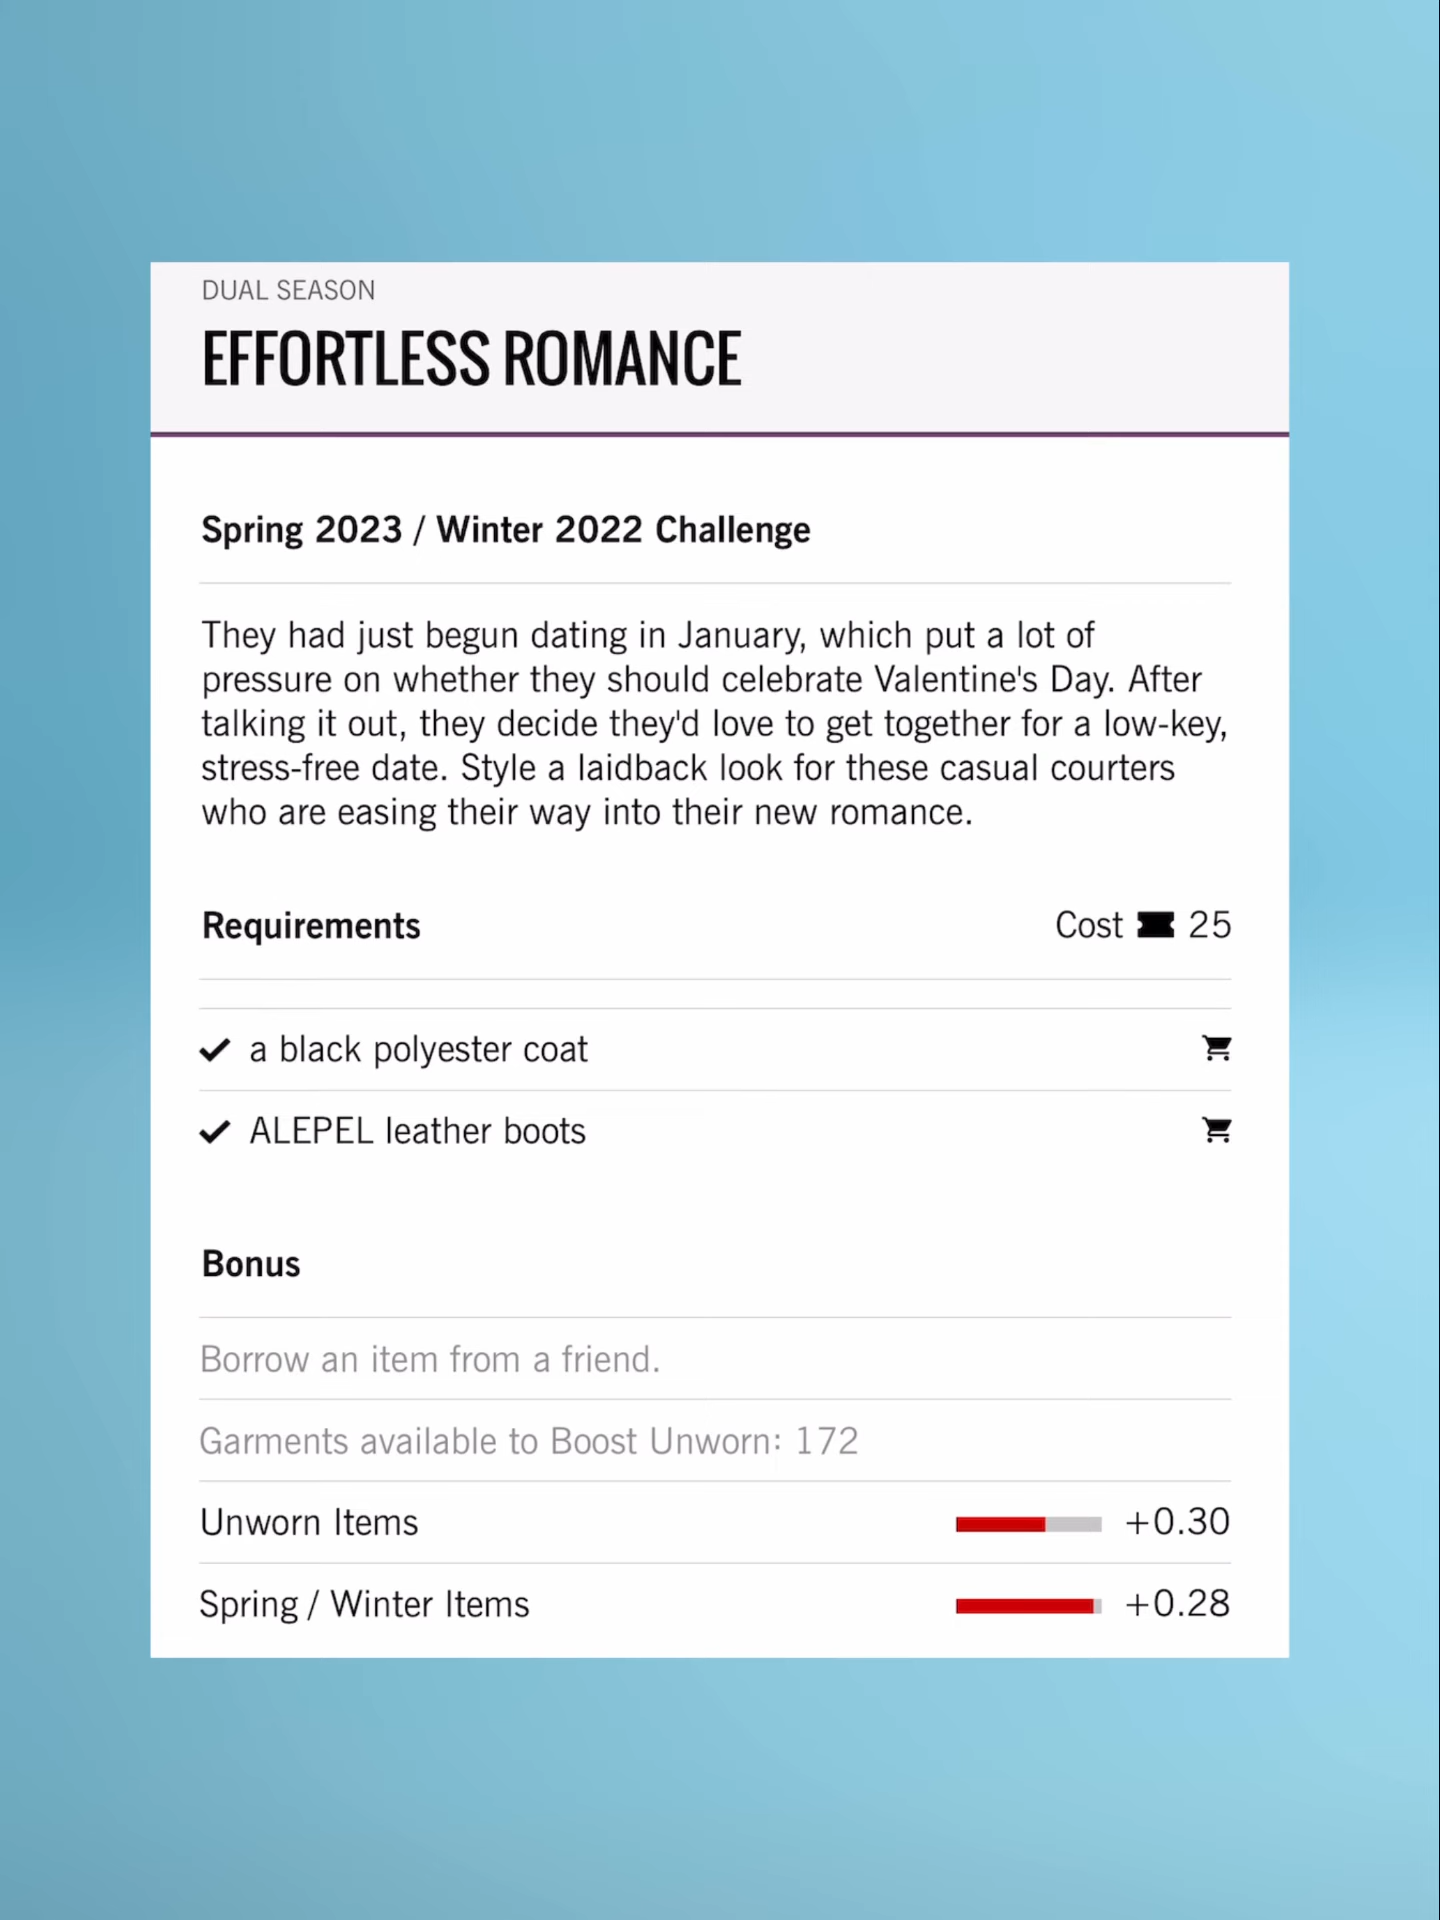 DUAL SEASON
EFFORTLESS ROMANCE
Spring 2023 / Winter 2022 Challenge
They had just begun dating in January, which put a lot of
pressure on whether they should celebrate Valentine's Day. After
talking it out, they decide they'd love to get together for a low-key,
stress-free date. Style a laidback look for these casual courters
who are easing their way into their new romance.
Requirements Cost 25
a black polyester coat
ALEPEL leather boots
Bonus
Borrow an item from a friend.
Garments available to Boost Unworn: 172
Unworn Items +0.30
Spring / Winter Items +0.28